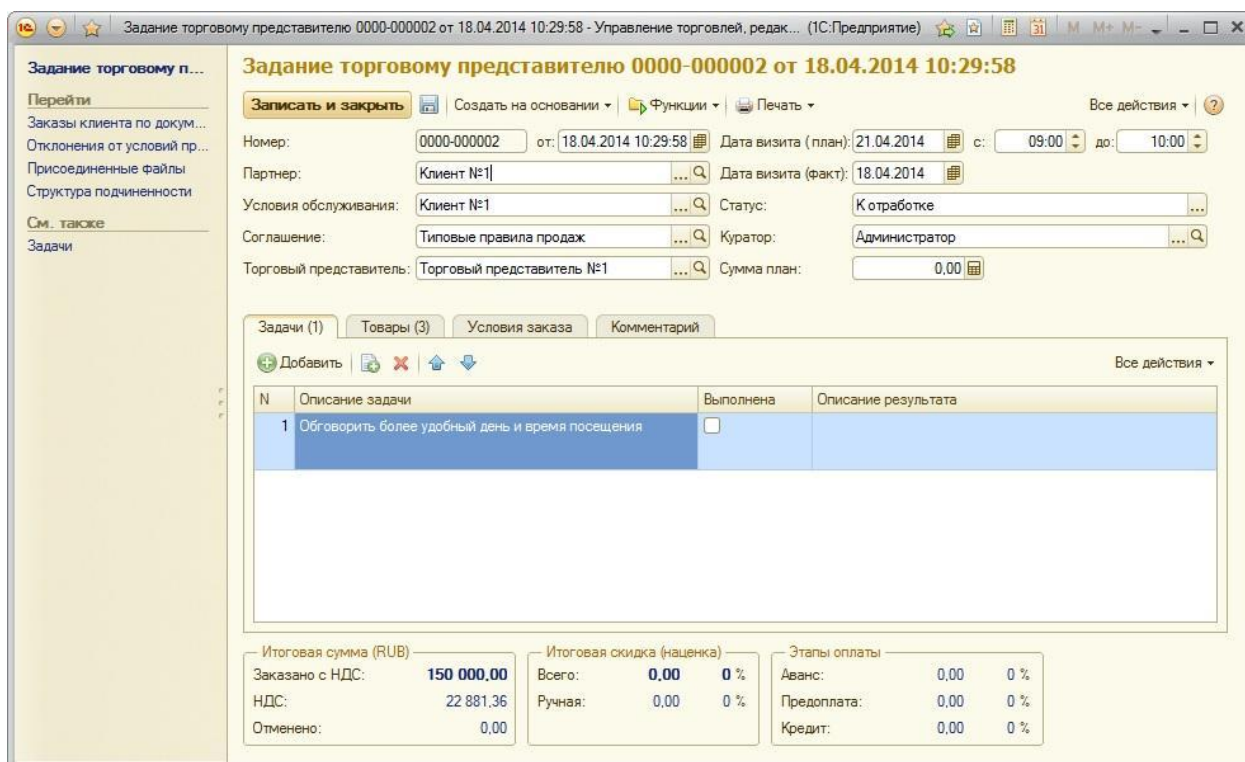 Задание торговому представителю 0000-000002 от 18.04.2014 10:29:58 - Управление торговлей, редак... (1С:Предприятие) M M+ M-
Задание торговому п...
Перейти
Заказы клиента по докум...
Отклонения от условий пр...
Присоединенные файлы
Структура подчиненности
См. также
Задачи
Задание торговому представителю 0000-000002 от 18.04.2014 10:29:58
Записать и закрыть Создать на основании Функции Печать Все действия ?
Номер: 0000-000002 от: 18.04.2014 10:29:58 Дата визита (план): 21.04.2014 с: 09:00 до: 10:00
Партнер: Клиент №1 ... Дата визита (факт): 18.04.2014
Условия обслуживания: Клиент №1 ... Статус: К отработке ...
Соглашение: Типовые правила продаж ... Куратор: Администратор ...
Торговый представитель: Торговый представитель №1 ... Сумма план: 0,00
Задачи (1) Товары (3) Условия заказа Комментарий
Добавить Все действия
N Описание задачи Выполнена Описание результата
1 Обговорить более удобный день и время посещения
Итоговая сумма (RUB) Итоговая скидка (наценка) Этапы оплаты
Заказано с НДС: 150 000,00 Всего: 0,00 0 % Аванс: 0,00 0 %
НДС: 22 881,36 Ручная: 0,00 0 % Предоплата: 0,00 0 %
Отменено: 0,00 Кредит: 0,00 0 %